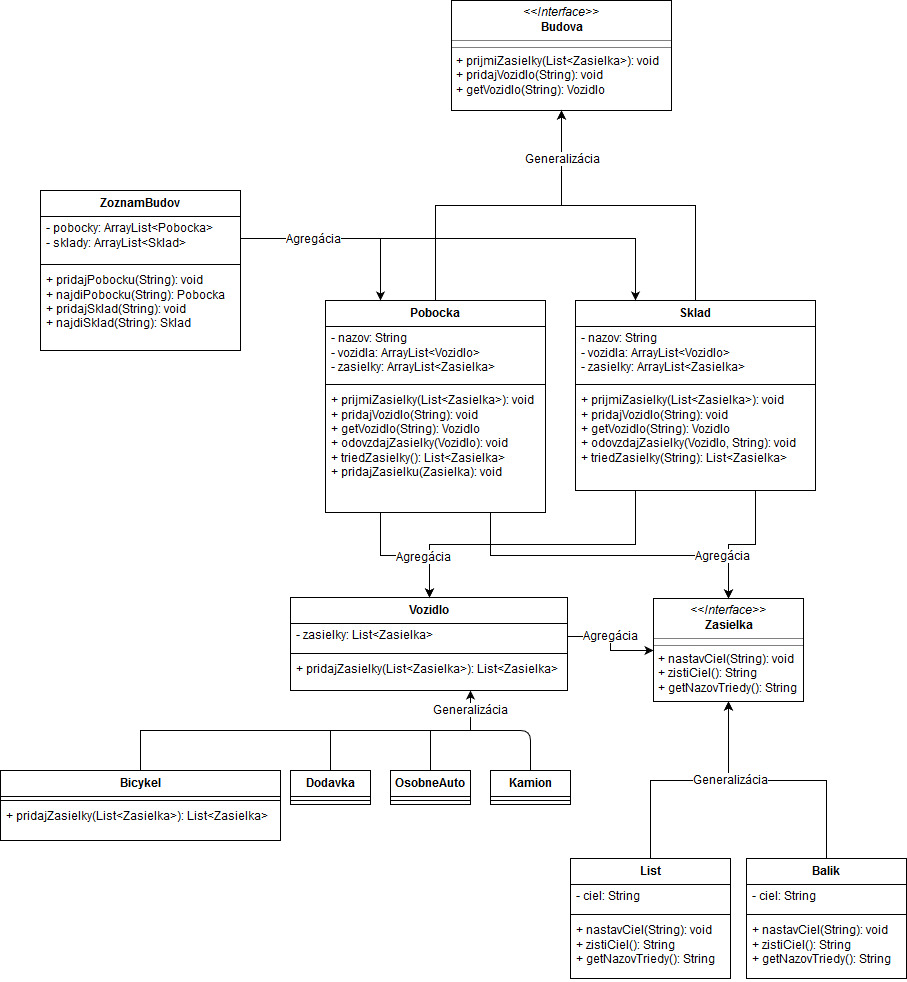 <<Interface>>
Budova
+ prijmiZasielky(List<Zasielka>): void
+ pridajVozidlo(String): void
+ getVozidlo(String): Vozidlo
Generalizácia
ZoznamBudov
- pobocky: ArrayList<Pobocka>
- sklady: ArrayList<Sklad>
+ pridajPobocku(String): void
+ najdiPobocku(String): Pobocka
+ pridajSklad(String): void
+ najdiSklad(String): Sklad
Agregácia
Pobocka
- nazov: String
- vozidla: ArrayList<Vozidlo>
- zasielky: ArrayList<Zasielka>
+ prijmiZasielky(List<Zasielka>): void
+ pridajVozidlo(String): void
+ getVozidlo(String): Vozidlo
+ odovzdajZasielky(Vozidlo): void
+ triedZasielky(): List<Zasielka>
+ pridajZasielku(Zasielka): void
Sklad
- nazov: String
- vozidla: ArrayList<Vozidlo>
- zasielky: ArrayList<Zasielka>
+ prijmiZasielky(List<Zasielka>): void
+ pridajVozidlo(String): void
+ getVozidlo(String): Vozidlo
+ odovzdajZasielky(Vozidlo, String): void
+ triedZasielky(String): List<Zasielka>
Agregácia
Agregácia
Vozidlo
- zasielky: List<Zasielka>
+ pridajZasielky(List<Zasielka>): List<Zasielka>
Agregácia
<<Interface>>
Zasielka
+ nastavCiel(String): void
+ zistiCiel(): String
+ getNazovTriedy(): String
Generalizácia
Bicykel
+ pridajZasielky(List<Zasielka>): List<Zasielka>
Dodavka
OsobneAuto
Kamion
Generalizácia
List
- ciel: String
+ nastavCiel(String): void
+ zistiCiel(): String
+ getNazovTriedy(): String
Balik
- ciel: String
+ nastavCiel(String): void
+ zistiCiel(): String
+ getNazovTriedy(): String